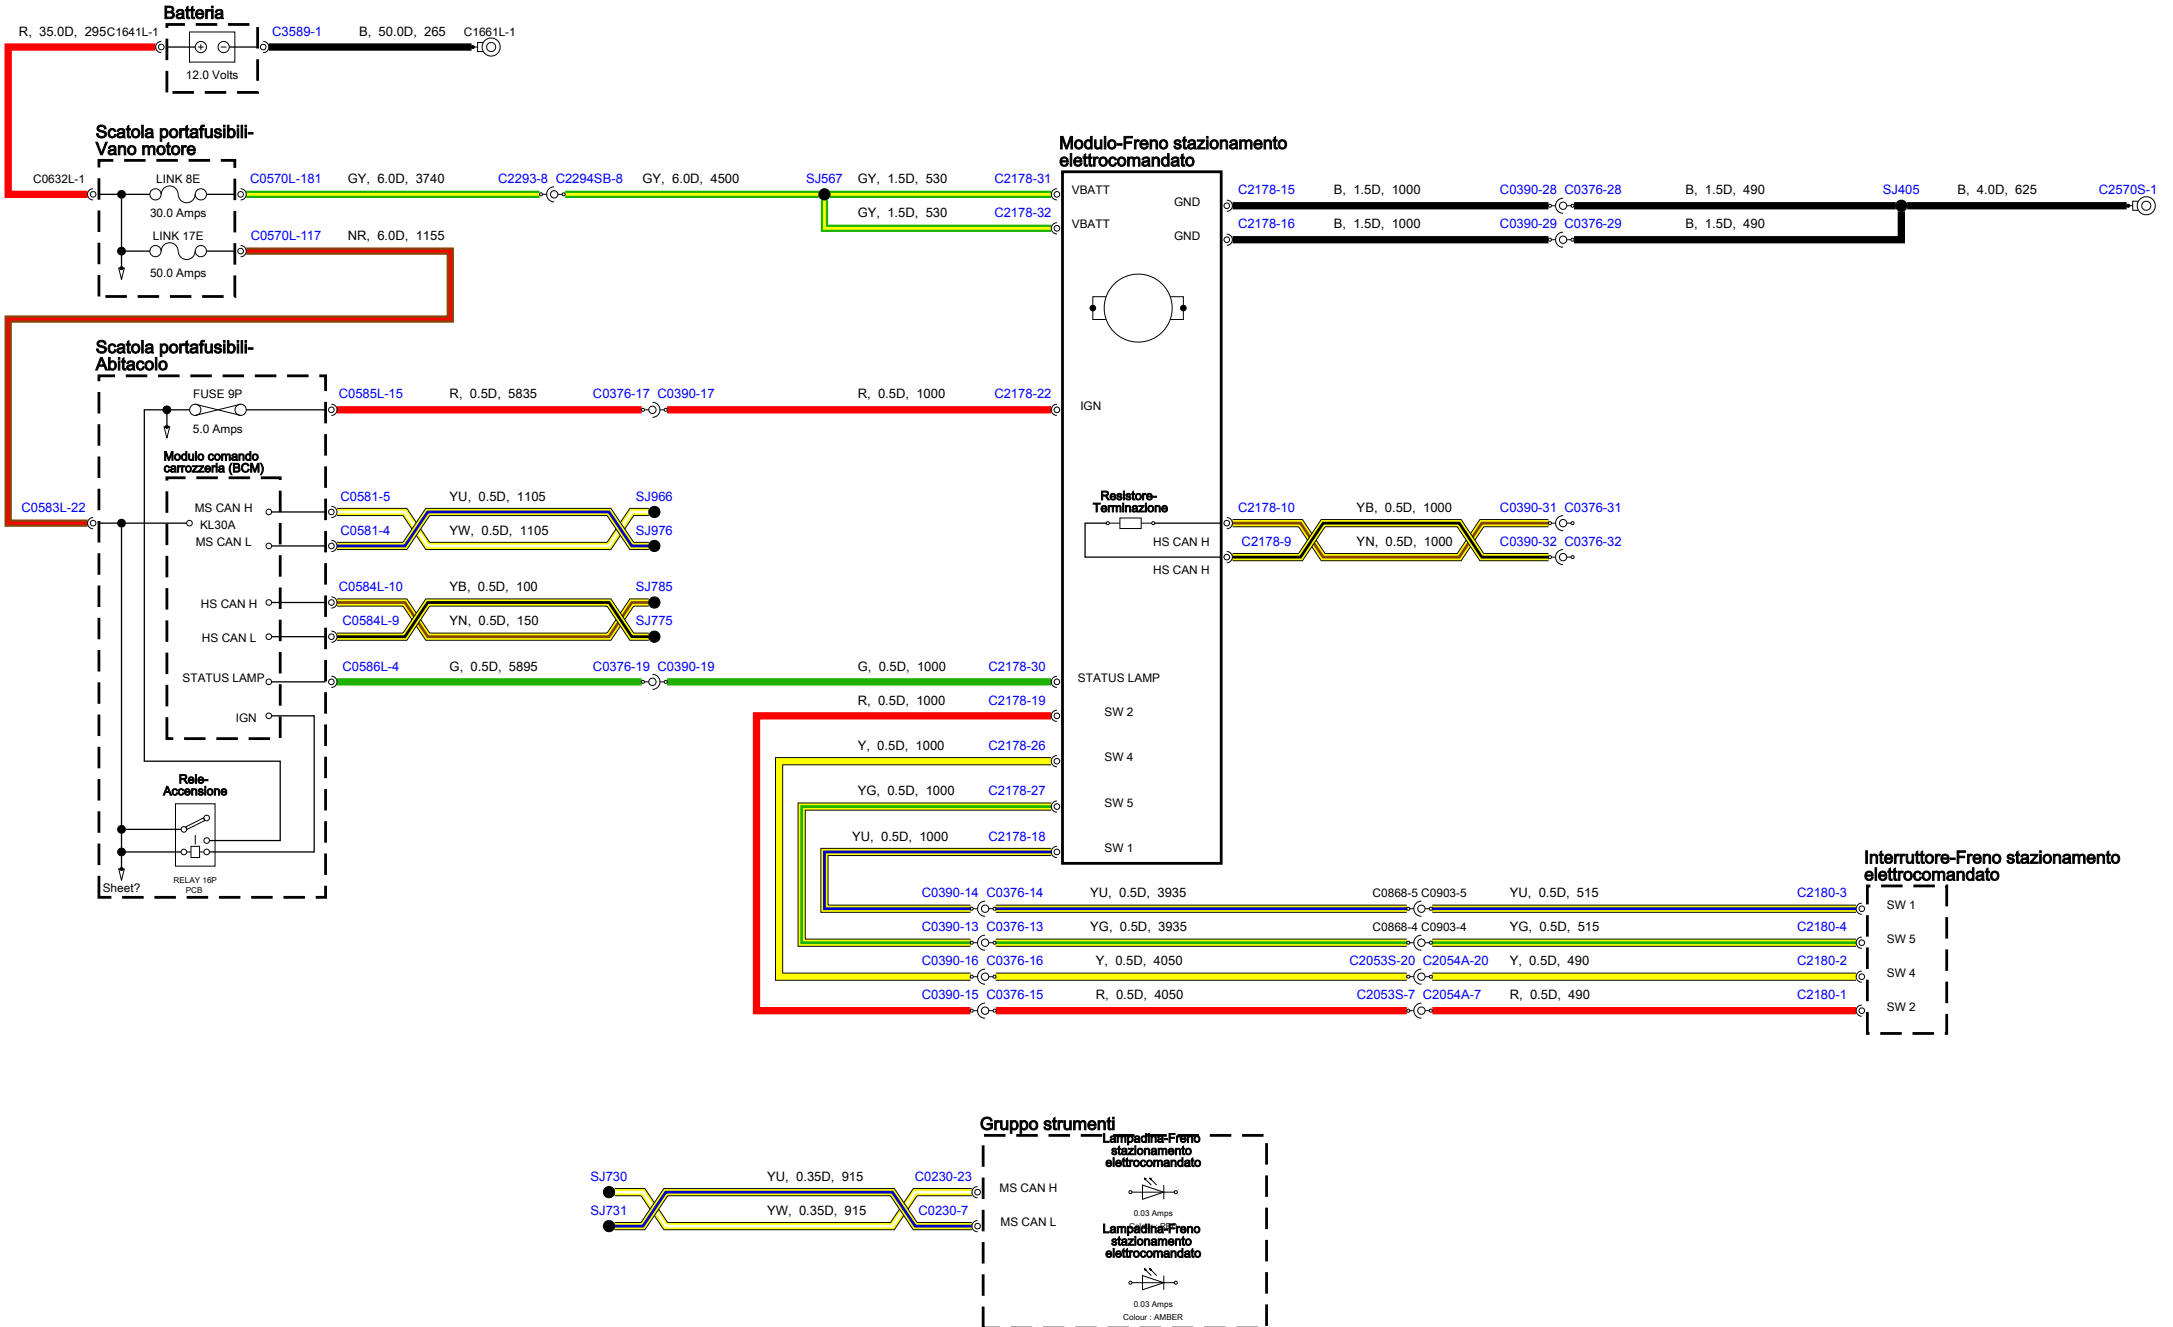 Batteria
R, 35.0D, 295
C1641L-1
C3589-1
B, 50.0D, 265
C1661L-1
12.0 Volts
Scatola portafusibili-
Vano motore
C0632L-1
LINK 8E
30.0 Amps
C0570L-181
GY, 6.0D, 3740
C2293-8
C2294SB-8
GY, 6.0D, 4500
SJ567
GY, 1.5D, 530
C2178-31
GY, 1.5D, 530
C2178-32
LINK 17E
50.0 Amps
C0570L-117
NR, 6.0D, 1155
Modulo-Freno stazionamento
elettrocomandato
VBATT
VBATT
GND
GND
C2178-15
B, 1.5D, 1000
C0390-28
C0376-28
B, 1.5D, 490
SJ405
B, 4.0D, 625
C2570S-1
C2178-16
B, 1.5D, 1000
C0390-29
C0376-29
B, 1.5D, 490
Scatola portafusibili-
Abitacolo
FUSE 9P
5.0 Amps
C0585L-15
R, 0.5D, 5835
C0376-17
C0390-17
R, 0.5D, 1000
C2178-22
IGN
Modulo comando
carrozzeria (BCM)
C0583L-22
MS CAN H
KL30A
MS CAN L
C0581-5
YU, 0.5D, 1105
SJ966
C0581-4
YW, 0.5D, 1105
SJ976
Resistore-
Terminazione
HS CAN H
HS CAN H
C2178-10
YB, 0.5D, 1000
C0390-31
C0376-31
C2178-9
YN, 0.5D, 1000
C0390-32
C0376-32
HS CAN H
HS CAN L
C0584L-10
YB, 0.5D, 100
SJ785
C0584L-9
YN, 0.5D, 150
SJ775
STATUS LAMP
C0586L-4
G, 0.5D, 5895
C0376-19
C0390-19
G, 0.5D, 1000
C2178-30
STATUS LAMP
IGN
R, 0.5D, 1000
C2178-19
SW 2
Y, 0.5D, 1000
C2178-26
SW 4
YG, 0.5D, 1000
C2178-27
SW 5
YU, 0.5D, 1000
C2178-18
SW 1
Rele-
Accensione
Sheet?
RELAY 16P
PCB
Interruttore-Freno stazionamento
elettrocomandato
C0390-14
C0376-14
YU, 0.5D, 3935
C0868-5
C0903-5
YU, 0.5D, 515
C2180-3
SW 1
C0390-13
C0376-13
YG, 0.5D, 3935
C0868-4
C0903-4
YG, 0.5D, 515
C2180-4
SW 5
C0390-16
C0376-16
Y, 0.5D, 4050
C2053S-20
C2054A-20
Y, 0.5D, 490
C2180-2
SW 4
C0390-15
C0376-15
R, 0.5D, 4050
C2053S-7
C2054A-7
R, 0.5D, 490
C2180-1
SW 2
Gruppo strumenti
Lampadina-Freno
stazionamento
elettrocomandato
SJ730
YU, 0.35D, 915
C0230-23
MS CAN H
SJ731
YW, 0.35D, 915
C0230-7
MS CAN L
0.03 Amps
Lampadina-Freno
stazionamento
elettrocomandato
0.03 Amps
Colour : AMBER